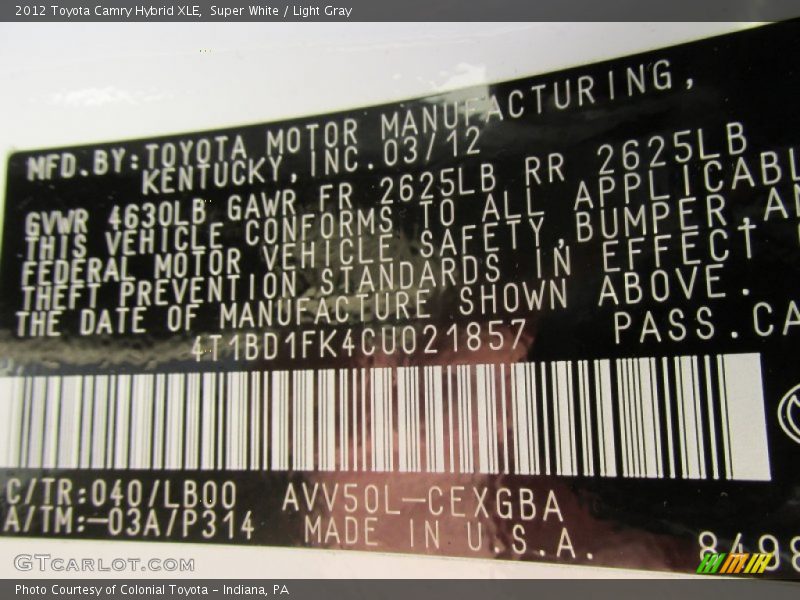 2012 Toyota Camry Hybrid XLE,  Super White / Light Gray
MFD.BY:TOYOTA MOTOR MANUFACTURING,
KENTUCKY,INC.03/12
GVWR 4630LB GAWR FR 2625LB RR 2625LB
THIS VEHICLE CONFORMS TO ALL APPLICABL
FEDERAL MOTOR VEHICLE SAFETY,BUMPER,AN
THEFT PREVENTION STANDARDS IN EFFECT
THE DATE OF MANUFACTURE SHOWN ABOVE.
4T1BD1FK4CU021857 PASS.CA
C/TR:040/LB00 AVV50L-CEXGBA
A/TM:-03A/P314 MADE IN U.S.A.
GTCARLOT.COM
Photo Courtesy of Colonial Toyota - Indiana, PA